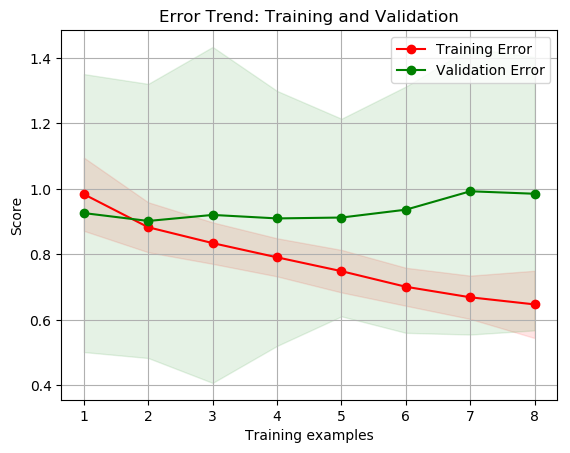 Error Trend: Training and Validation
Training Error
Validation Error
Score
1.4
1.2
1.0
0.8
0.6
0.4
1 2 3 4 5 6 7 8
Training examples